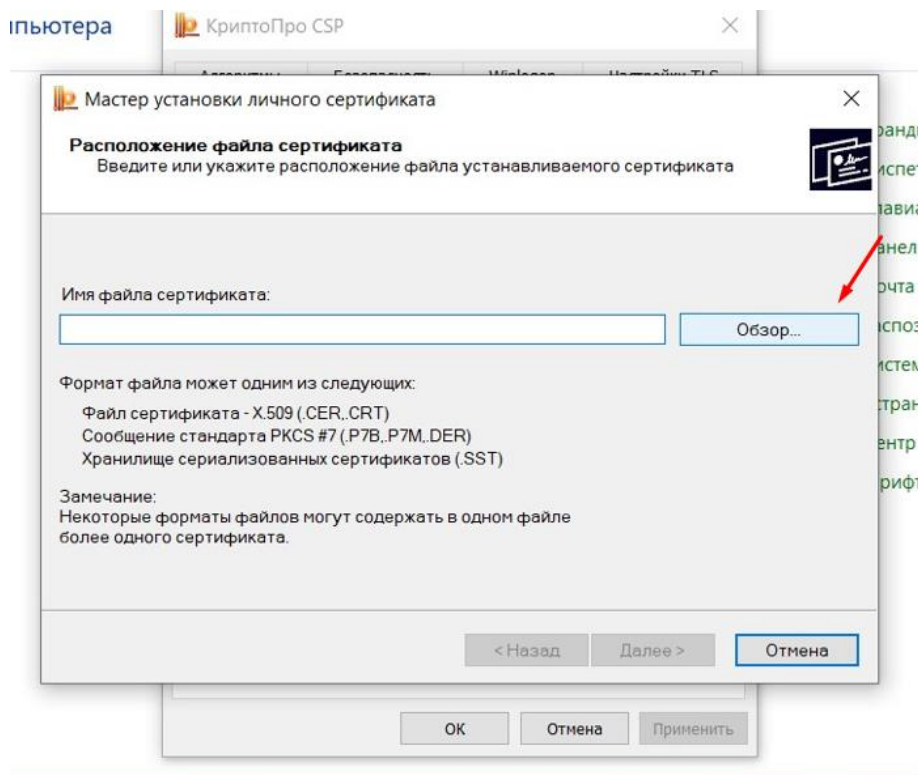 КриптоПро CSP
Мастер установки личного сертификата
Расположение файла сертификата
Введите или укажите расположение файла устанавливаемого сертификата
Имя файла сертификата:
Обзор...
Формат файла может одним из следующих:
Файл сертификата - X.509 (.CER,.CRT)
Сообщение стандарта PKCS #7 (.P7B,.P7M,.DER)
Хранилище сериализованных сертификатов (.SST)
Замечание:
Некоторые форматы файлов могут содержать в одном файле
более одного сертификата.
< Назад Далее > Отмена
ОК Отмена Применить